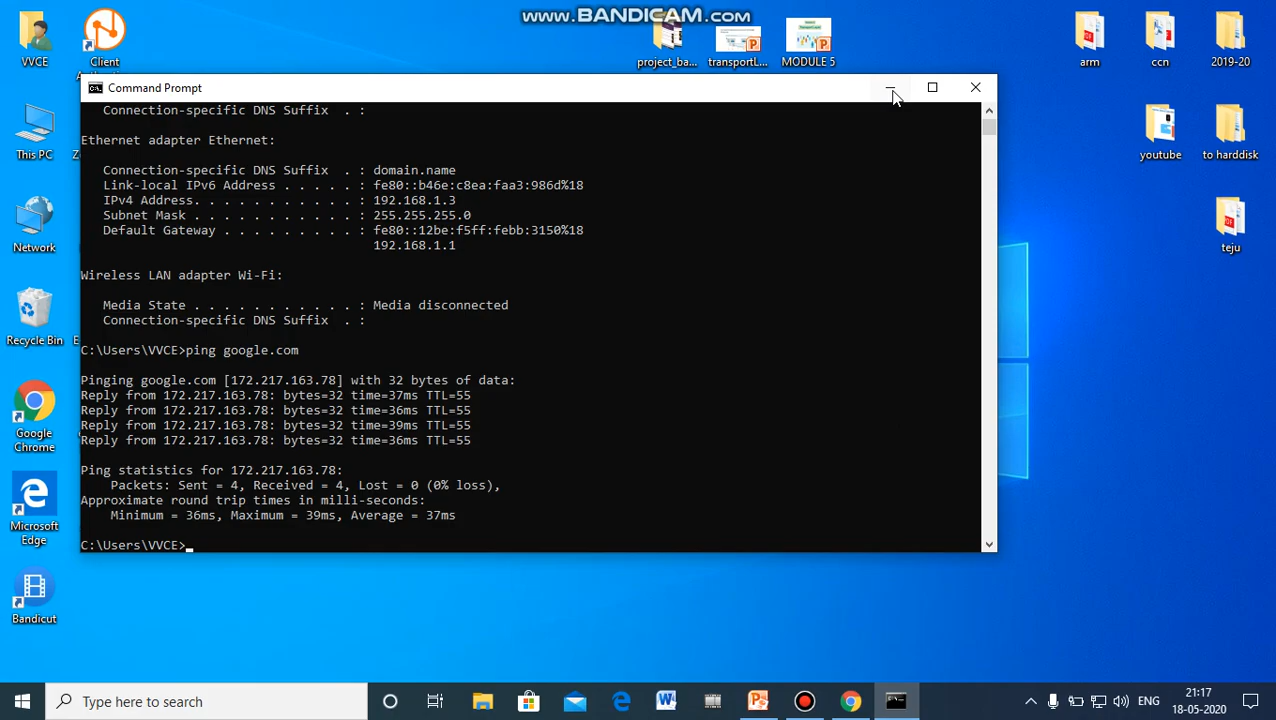 www.BANDICAM.com
VVCE
Client
project_ba...
transportL...
MODULE 5
arm
ccn
2019-20
Command Prompt
Connection-specific DNS Suffix  . :
Ethernet adapter Ethernet:
Connection-specific DNS Suffix  . : domain.name
Link-local IPv6 Address . . . . . : fe80::b46e:c8ea:faa3:986d%18
IPv4 Address. . . . . . . . . . . : 192.168.1.3
Subnet Mask . . . . . . . . . . . : 255.255.255.0
Default Gateway . . . . . . . . . : fe80::12be:f5ff:febb:3150%18
192.168.1.1
Wireless LAN adapter Wi-Fi:
Media State . . . . . . . . . . . : Media disconnected
Connection-specific DNS Suffix  . :
C:\Users\VVCE>ping google.com
Pinging google.com [172.217.163.78] with 32 bytes of data:
Reply from 172.217.163.78: bytes=32 time=37ms TTL=55
Reply from 172.217.163.78: bytes=32 time=36ms TTL=55
Reply from 172.217.163.78: bytes=32 time=39ms TTL=55
Reply from 172.217.163.78: bytes=32 time=36ms TTL=55
Ping statistics for 172.217.163.78:
Packets: Sent = 4, Received = 4, Lost = 0 (0% loss),
Approximate round trip times in milli-seconds:
Minimum = 36ms, Maximum = 39ms, Average = 37ms
C:\Users\VVCE>
This PC
Network
Recycle Bin
Google
Chrome
Microsoft
Edge
Bandicut
youtube
to harddisk
teju
Type here to search
ENG
21:17
18-05-2020